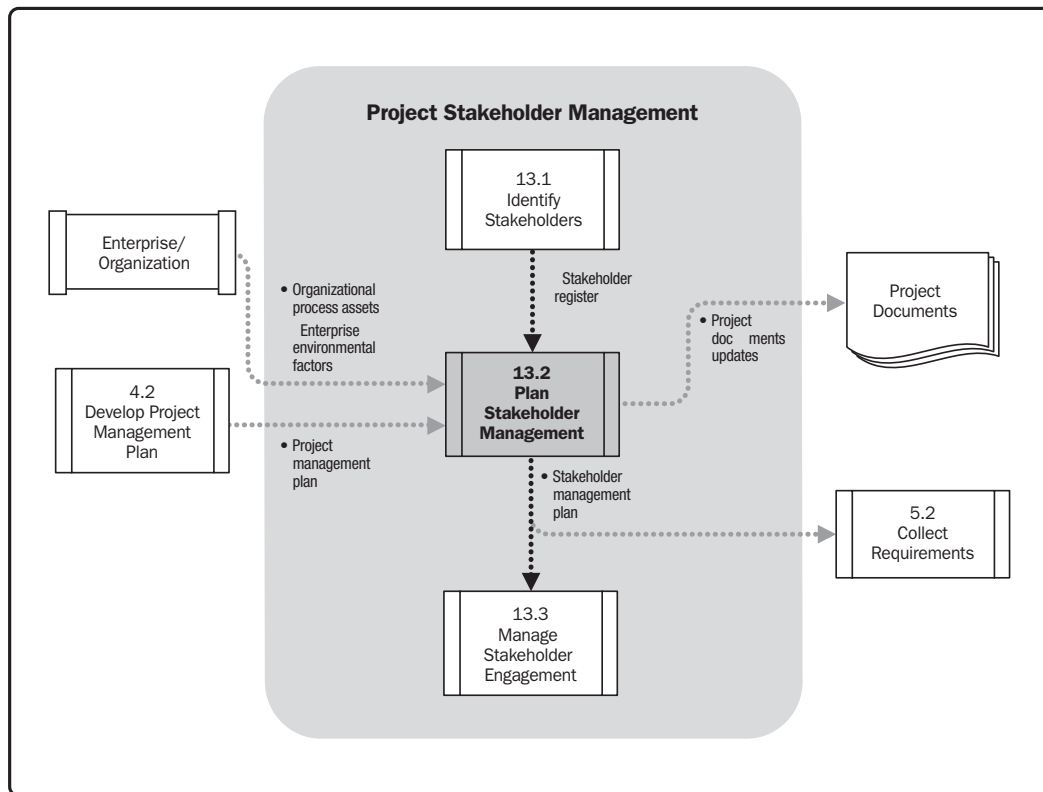 Project Stakeholder Management
13.1
Identify
Stakeholders
Enterprise/
Organization
• Organizational
process assets
Enterprise
environmental
factors
Stakeholder
register
• Project
doc ments
updates
Project
Documents
4.2
Develop Project
Management
Plan
• Project
management
plan
13.2
Plan
Stakeholder
Management
• Stakeholder
management
plan
5.2
Collect
Requirements
13.3
Manage
Stakeholder
Engagement